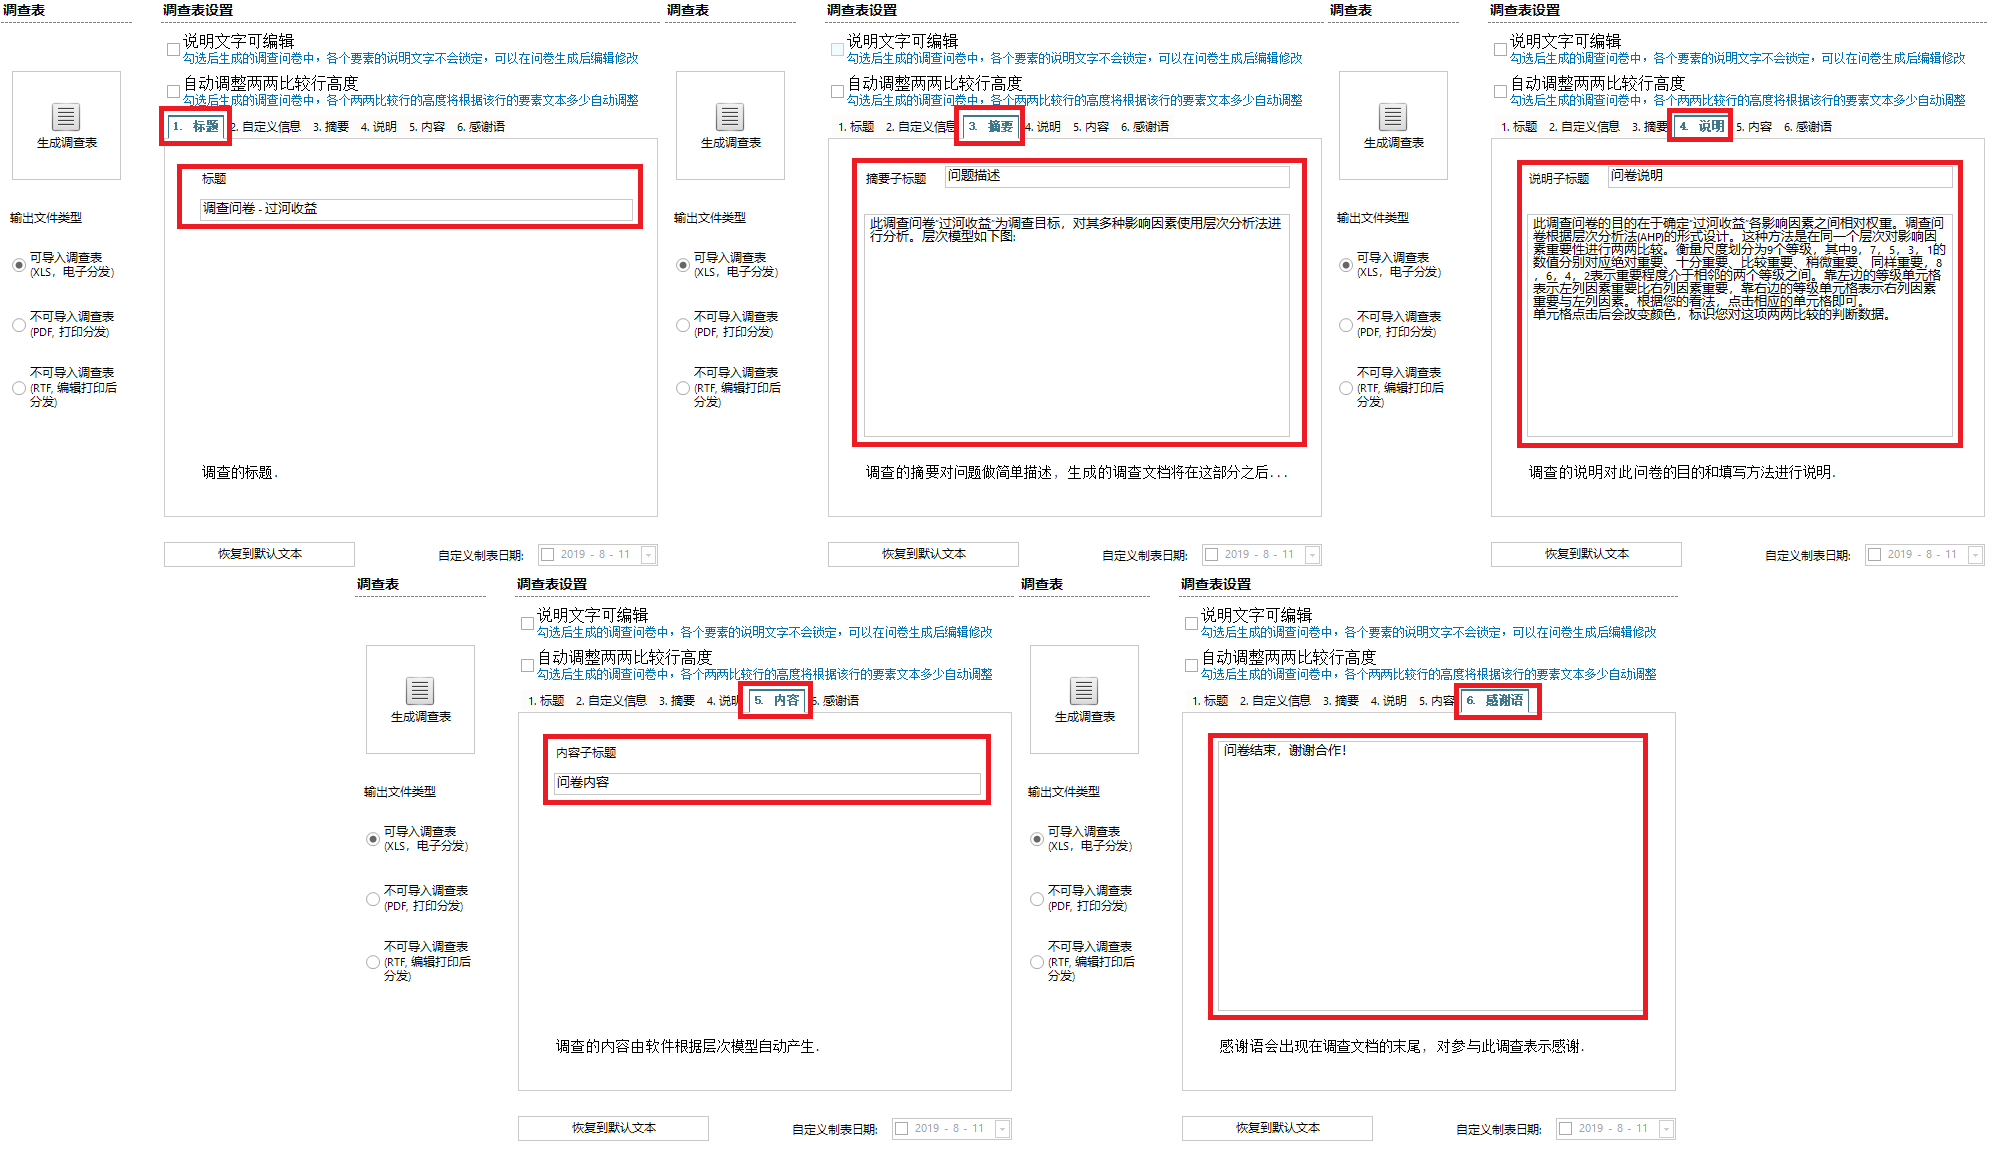 调查表
调查表设置
说明文字可编辑
勾选后生成的调查问卷中，各个要素的说明文字不会锁定，可以在问卷生成后编辑修改
自动调整两两比较行高度
勾选后生成的调查问卷中，各个两两比较行的高度将根据该行的要素文本多少自动调整
生成调查表
1. 标题 2. 自定义信息 3. 摘要 4. 说明 5. 内容 6. 感谢语
标题
调查问卷 - 过河收益
输出文件类型
可导入调查表
(XLS，电子分发)
不可导入调查表
(PDF, 打印分发)
不可导入调查表
(RTF, 编辑打印后
分发)
调查的标题.
恢复到默认文本
自定义制表日期:
2019 - 8 - 11
调查表
调查表设置
说明文字可编辑
勾选后生成的调查问卷中，各个要素的说明文字不会锁定，可以在问卷生成后编辑修改
自动调整两两比较行高度
勾选后生成的调查问卷中，各个两两比较行的高度将根据该行的要素文本多少自动调整
生成调查表
1. 标题 2. 自定义信息 3. 摘要 4. 说明 5. 内容 6. 感谢语
摘要子标题
问题描述
此调查问卷"过河收益"为调查目标，对其多种影响因素使用层次分析法进
行分析。层次模型如下图:
输出文件类型
可导入调查表
(XLS，电子分发)
不可导入调查表
(PDF, 打印分发)
不可导入调查表
(RTF, 编辑打印后
分发)
调查的摘要对问题做简单描述，生成的调查文档将在这部分之后...
恢复到默认文本
自定义制表日期:
2019 - 8 - 11
调查表
调查表设置
说明文字可编辑
勾选后生成的调查问卷中，各个要素的说明文字不会锁定，可以在问卷生成后编辑修改
自动调整两两比较行高度
勾选后生成的调查问卷中，各个两两比较行的高度将根据该行的要素文本多少自动调整
生成调查表
1. 标题 2. 自定义信息 3. 摘要 4. 说明 5. 内容 6. 感谢语
说明子标题
问卷说明
此调查问卷的目的在于确定"过河收益"各影响因素之间相对权重。调查问
卷根据层次分析法(AHP)的形式设计。这种方法是在同一个层次对影响因
素重要性进行两两比较。衡量尺度划分为9个等级，其中9，7，5，3，1的
数值分别对应绝对重要、十分重要、比较重要、稍微重要、同样重要，8
，6，4，2表示重要程度介于相邻的两个等级之间。靠左边的等级单元格
表示左列因素重要比右列因素重要，靠右边的等级单元格表示右列因素
重要与左列因素。根据您的看法，点击相应的单元格即可。
单元格点击后会改变颜色，标识您对这项两两比较的判断数据。
输出文件类型
可导入调查表
(XLS，电子分发)
不可导入调查表
(PDF, 打印分发)
不可导入调查表
(RTF, 编辑打印后
分发)
调查的说明对此问卷的目的和填写方法进行说明.
恢复到默认文本
自定义制表日期:
2019 - 8 - 11
调查表
调查表设置
说明文字可编辑
勾选后生成的调查问卷中，各个要素的说明文字不会锁定，可以在问卷生成后编辑修改
自动调整两两比较行高度
勾选后生成的调查问卷中，各个两两比较行的高度将根据该行的要素文本多少自动调整
生成调查表
1. 标题 2. 自定义信息 3. 摘要 4. 说明 5. 内容 6. 感谢语
内容子标题
问卷内容
输出文件类型
可导入调查表
(XLS，电子分发)
不可导入调查表
(PDF, 打印分发)
不可导入调查表
(RTF, 编辑打印后
分发)
调查的内容由软件根据层次模型自动产生.
恢复到默认文本
自定义制表日期:
2019 - 8 - 11
调查表
调查表设置
说明文字可编辑
勾选后生成的调查问卷中，各个要素的说明文字不会锁定，可以在问卷生成后编辑修改
自动调整两两比较行高度
勾选后生成的调查问卷中，各个两两比较行的高度将根据该行的要素文本多少自动调整
生成调查表
1. 标题 2. 自定义信息 3. 摘要 4. 说明 5. 内容 6. 感谢语
问卷结束，谢谢合作!
输出文件类型
可导入调查表
(XLS，电子分发)
不可导入调查表
(PDF, 打印分发)
不可导入调查表
(RTF, 编辑打印后
分发)
感谢语会出现在调查文档的末尾，对参与此调查表示感谢.
恢复到默认文本
自定义制表日期:
2019 - 8 - 11